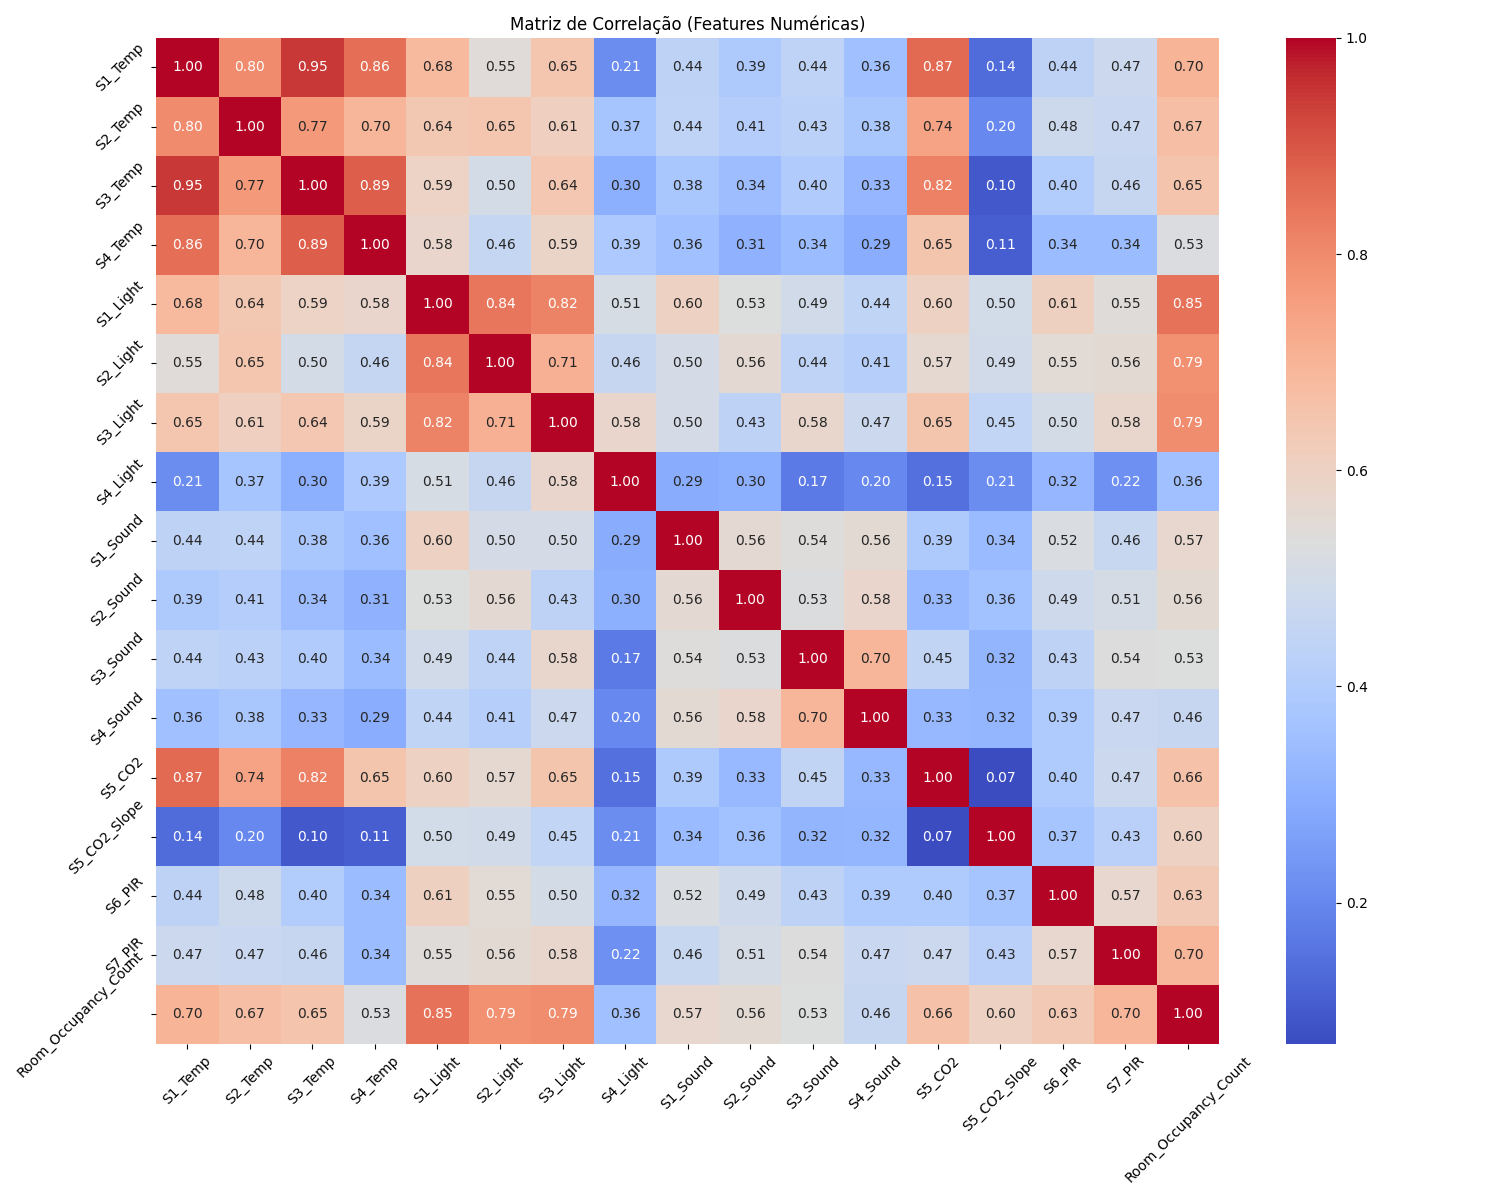 Matriz de Correlação (Features Numéricas)
S1_Temp 1.00 0.80 0.95 0.86 0.68 0.55 0.65 0.21 0.44 0.39 0.44 0.36 0.87 0.14 0.44 0.47 0.70
S2_Temp 0.80 1.00 0.77 0.70 0.64 0.65 0.61 0.37 0.44 0.41 0.43 0.38 0.74 0.20 0.48 0.47 0.67
S3_Temp 0.95 0.77 1.00 0.89 0.59 0.50 0.64 0.30 0.38 0.34 0.40 0.33 0.82 0.10 0.40 0.46 0.65
S4_Temp 0.86 0.70 0.89 1.00 0.58 0.46 0.59 0.39 0.36 0.31 0.34 0.29 0.65 0.11 0.34 0.34 0.53
S1_Light 0.68 0.64 0.59 0.58 1.00 0.84 0.82 0.51 0.60 0.53 0.49 0.44 0.60 0.50 0.61 0.55 0.85
S2_Light 0.55 0.65 0.50 0.46 0.84 1.00 0.71 0.46 0.50 0.56 0.44 0.41 0.57 0.49 0.55 0.56 0.79
S3_Light 0.65 0.61 0.64 0.59 0.82 0.71 1.00 0.58 0.50 0.43 0.58 0.47 0.65 0.45 0.50 0.58 0.79
S4_Light 0.21 0.37 0.30 0.39 0.51 0.46 0.58 1.00 0.29 0.30 0.17 0.20 0.15 0.21 0.32 0.22 0.36
S1_Sound 0.44 0.44 0.38 0.36 0.60 0.50 0.50 0.29 1.00 0.56 0.54 0.56 0.39 0.34 0.52 0.46 0.57
S2_Sound 0.39 0.41 0.34 0.31 0.53 0.56 0.43 0.30 0.56 1.00 0.53 0.58 0.33 0.36 0.49 0.51 0.56
S3_Sound 0.44 0.43 0.40 0.34 0.49 0.44 0.58 0.17 0.54 0.53 1.00 0.70 0.45 0.32 0.43 0.54 0.53
S4_Sound 0.36 0.38 0.33 0.29 0.44 0.41 0.47 0.20 0.56 0.58 0.70 1.00 0.33 0.32 0.39 0.47 0.46
S5_CO2 0.87 0.74 0.82 0.65 0.60 0.57 0.65 0.15 0.39 0.33 0.45 0.33 1.00 0.07 0.40 0.47 0.66
S5_CO2_Slope 0.14 0.20 0.10 0.11 0.50 0.49 0.45 0.21 0.34 0.36 0.32 0.32 0.07 1.00 0.37 0.43 0.60
S6_PIR 0.44 0.48 0.40 0.34 0.61 0.55 0.50 0.32 0.52 0.49 0.43 0.39 0.40 0.37 1.00 0.57 0.63
S7_PIR 0.47 0.47 0.46 0.34 0.55 0.56 0.58 0.22 0.46 0.51 0.54 0.47 0.47 0.43 0.57 1.00 0.70
Room_Occupancy_Count 0.70 0.67 0.65 0.53 0.85 0.79 0.79 0.36 0.57 0.56 0.53 0.46 0.66 0.60 0.63 0.70 1.00
S1_Temp S2_Temp S3_Temp S4_Temp S1_Light S2_Light S3_Light S4_Light S1_Sound S2_Sound S3_Sound S4_Sound S5_CO2 S5_CO2_Slope S6_PIR S7_PIR Room_Occupancy_Count
1.0
0.8
0.6
0.4
0.2